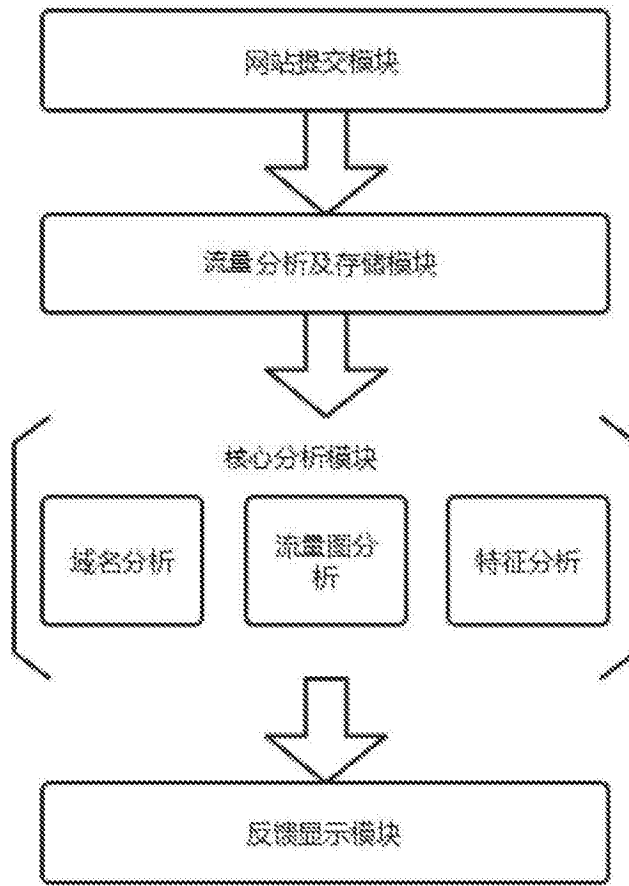 网站提交模块
流量分析及存储模块
核心分析模块
域名分析
流量图分
析
特征分析
反馈显示模块